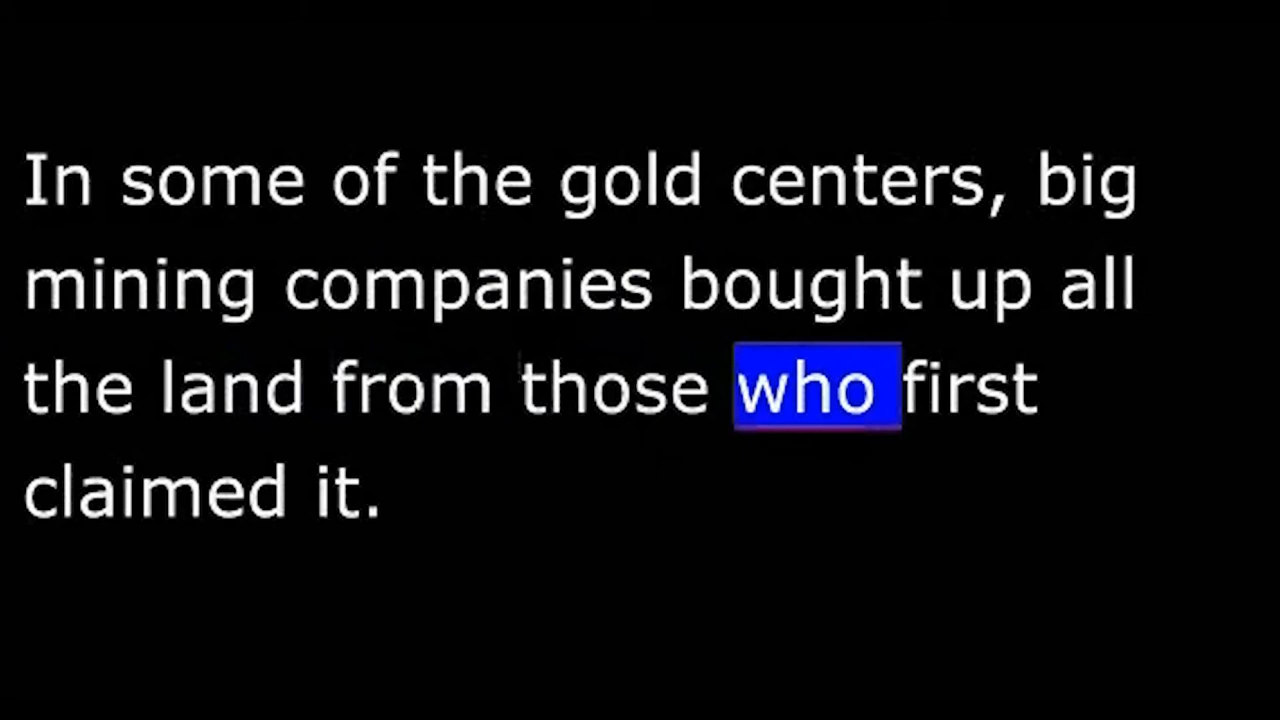 In some of the gold centers, big
mining companies bought up all
the land from those who first
claimed it.